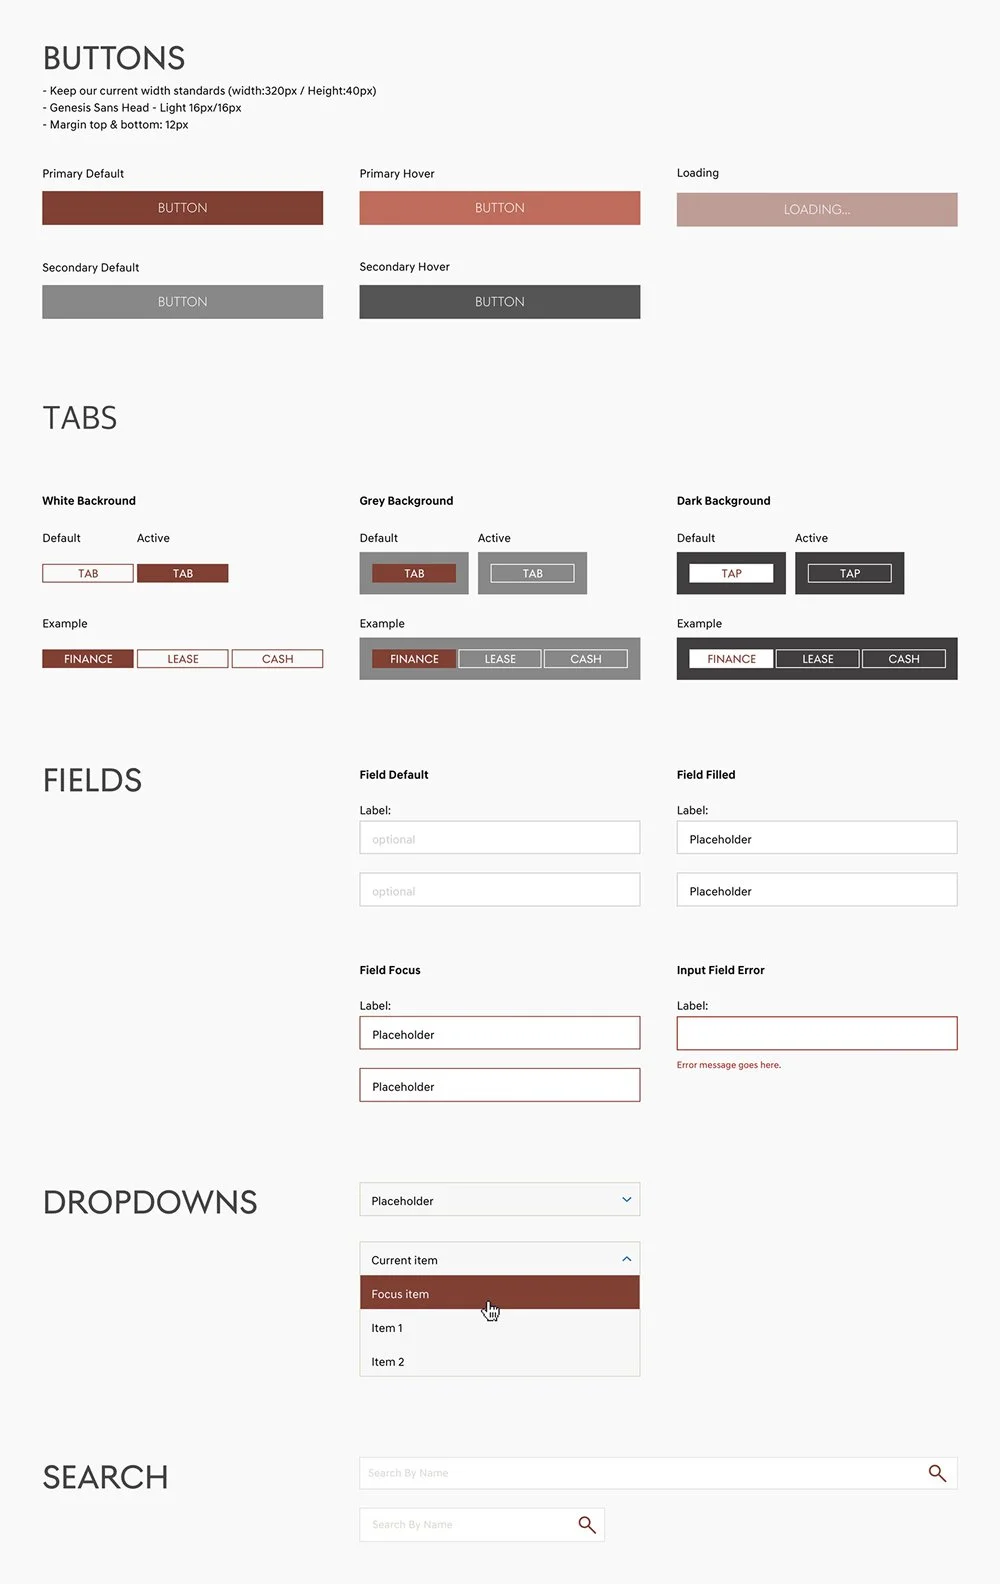 BUTTONS
- Keep our current width standards (width:320px / Height:40px)
- Genesis Sans Head - Light 16px/16px
- Margin top & bottom: 12px
Primary Default
Primary Hover
Loading
BUTTON
BUTTON
LOADING...
Secondary Default
Secondary Hover
BUTTON
BUTTON
TABS
White Backround
Grey Background
Dark Background
Default
Active
Default
Active
Default
Active
TAB
TAB
TAB
TAB
TAP
TAP
Example
Example
Example
FINANCE
LEASE
CASH
FINANCE
LEASE
CASH
FINANCE
LEASE
CASH
FIELDS
Field Default
Field Filled
Label:
Label:
optional
Placeholder
optional
Placeholder
Field Focus
Input Field Error
Label:
Label:
Placeholder
Error message goes here.
Placeholder
DROPDOWNS
Placeholder
Current item
Focus item
Item 1
Item 2
SEARCH
Search By Name
Search By Name